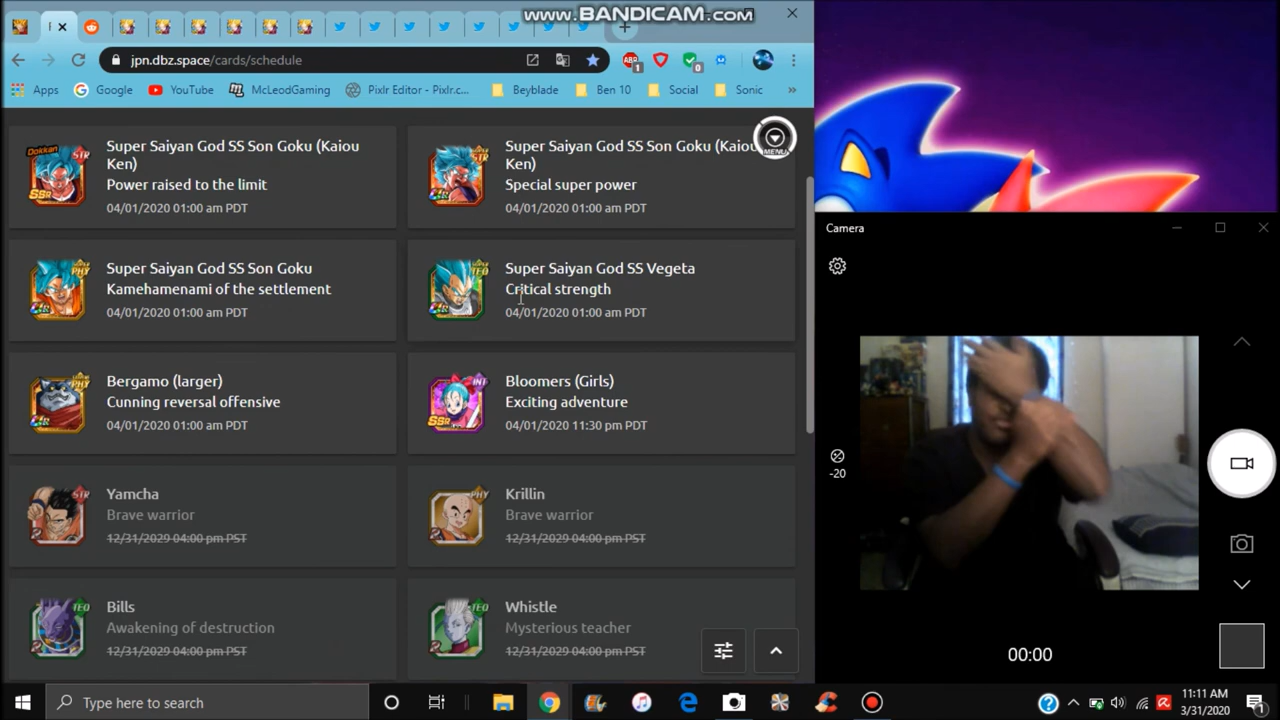 www.BANDICAM.com
jpn.dbz.space/cards/schedule
Apps
Google
YouTube
McLeodGaming
Pixlr Editor - Pixlr.c...
Beyblade
Ben 10
Social
Sonic
»
MENU
Super Saiyan God SS Son Goku (Kaiou Ken)
Power raised to the limit
04/01/2020 01:00 am PDT
Super Saiyan God SS Son Goku (Kaiou Ken)
Special super power
04/01/2020 01:00 am PDT
Super Saiyan God SS Son Goku
Kamehamenami of the settlement
04/01/2020 01:00 am PDT
Super Saiyan God SS Vegeta
Critical strength
04/01/2020 01:00 am PDT
Bergamo (larger)
Cunning reversal offensive
04/01/2020 01:00 am PDT
Bloomers (Girls)
Exciting adventure
04/01/2020 11:30 pm PDT
Yamcha
Brave warrior
12/31/2029 04:00 pm PST
Krillin
Brave warrior
12/31/2029 04:00 pm PST
Bills
Awakening of destruction
12/31/2029 04:00 pm PST
Whistle
Mysterious teacher
12/31/2029 04:00 pm PST
Camera
-20
00:00
Type here to search
11:11 AM
3/31/2020